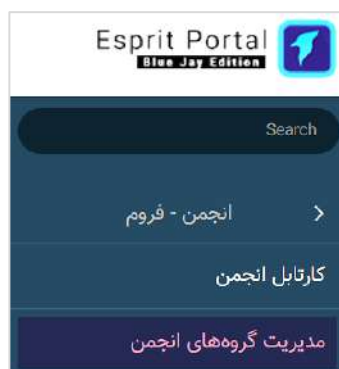 Esprit Portal
Blue Jay Edition
Search
انجمن - فروم
کارتابل انجمن
مدیریت گروه‌های انجمن